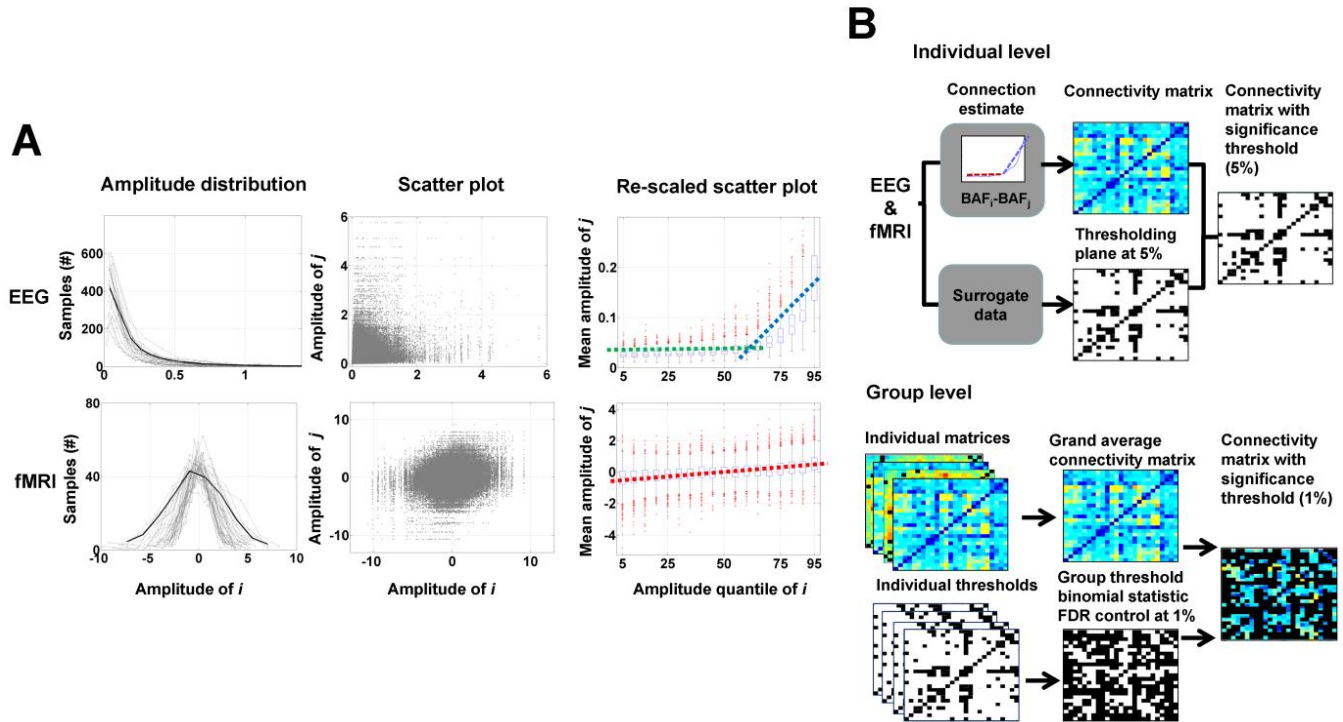 A
Amplitude distribution
Scatter plot
Re-scaled scatter plot
EEG
Samples (#)
600
400
200
0
0
0.5
1
Amplitude of j
6
5
4
3
2
1
0
0
2
4
6
Mean amplitude of j
0.2
0.1
0
5
25
50
75
95
fMRI
Samples (#)
80
40
0
-10
-5
0
5
10
Amplitude of i
Amplitude of j
10
0
-10
-10
0
10
Amplitude of i
Mean amplitude of j
4
2
0
-2
-4
5
25
50
75
95
Amplitude quantile of i
B
Individual level
Connection
estimate
Connectivity matrix
Connectivity
matrix with
significance
threshold
(5%)
EEG
&
fMRI
BAFi-BAFj
Thresholding
plane at 5%
Surrogate
data
Group level
Individual matrices
Grand average
connectivity matrix
Connectivity
matrix with
significance
threshold (1%)
Individual thresholds
Group threshold
binomial statistic
FDR control at 1%